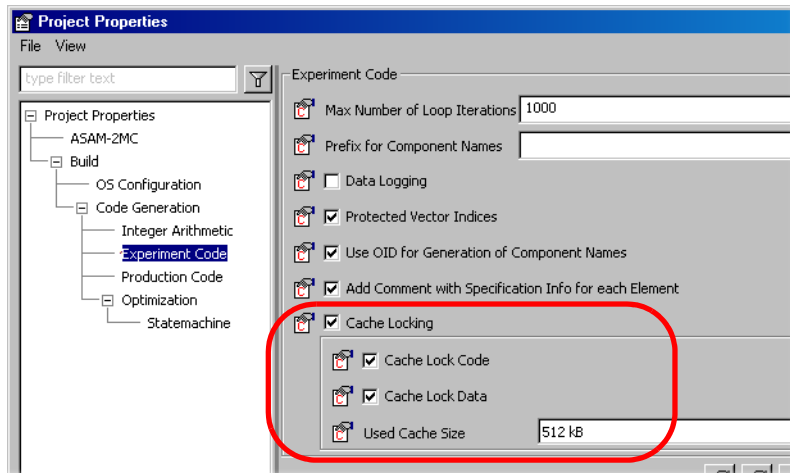 Project Properties
File View
type filter text
Project Properties
ASAM-2MC
Build
OS Configuration
Code Generation
Integer Arithmetic
Experiment Code
Production Code
Optimization
Statemachine
Experiment Code
Max Number of Loop Iterations 1000
Prefix for Component Names
Data Logging
Protected Vector Indices
Use OID for Generation of Component Names
Add Comment with Specification Info for each Element
Cache Locking
Cache Lock Code
Cache Lock Data
Used Cache Size 512 kB